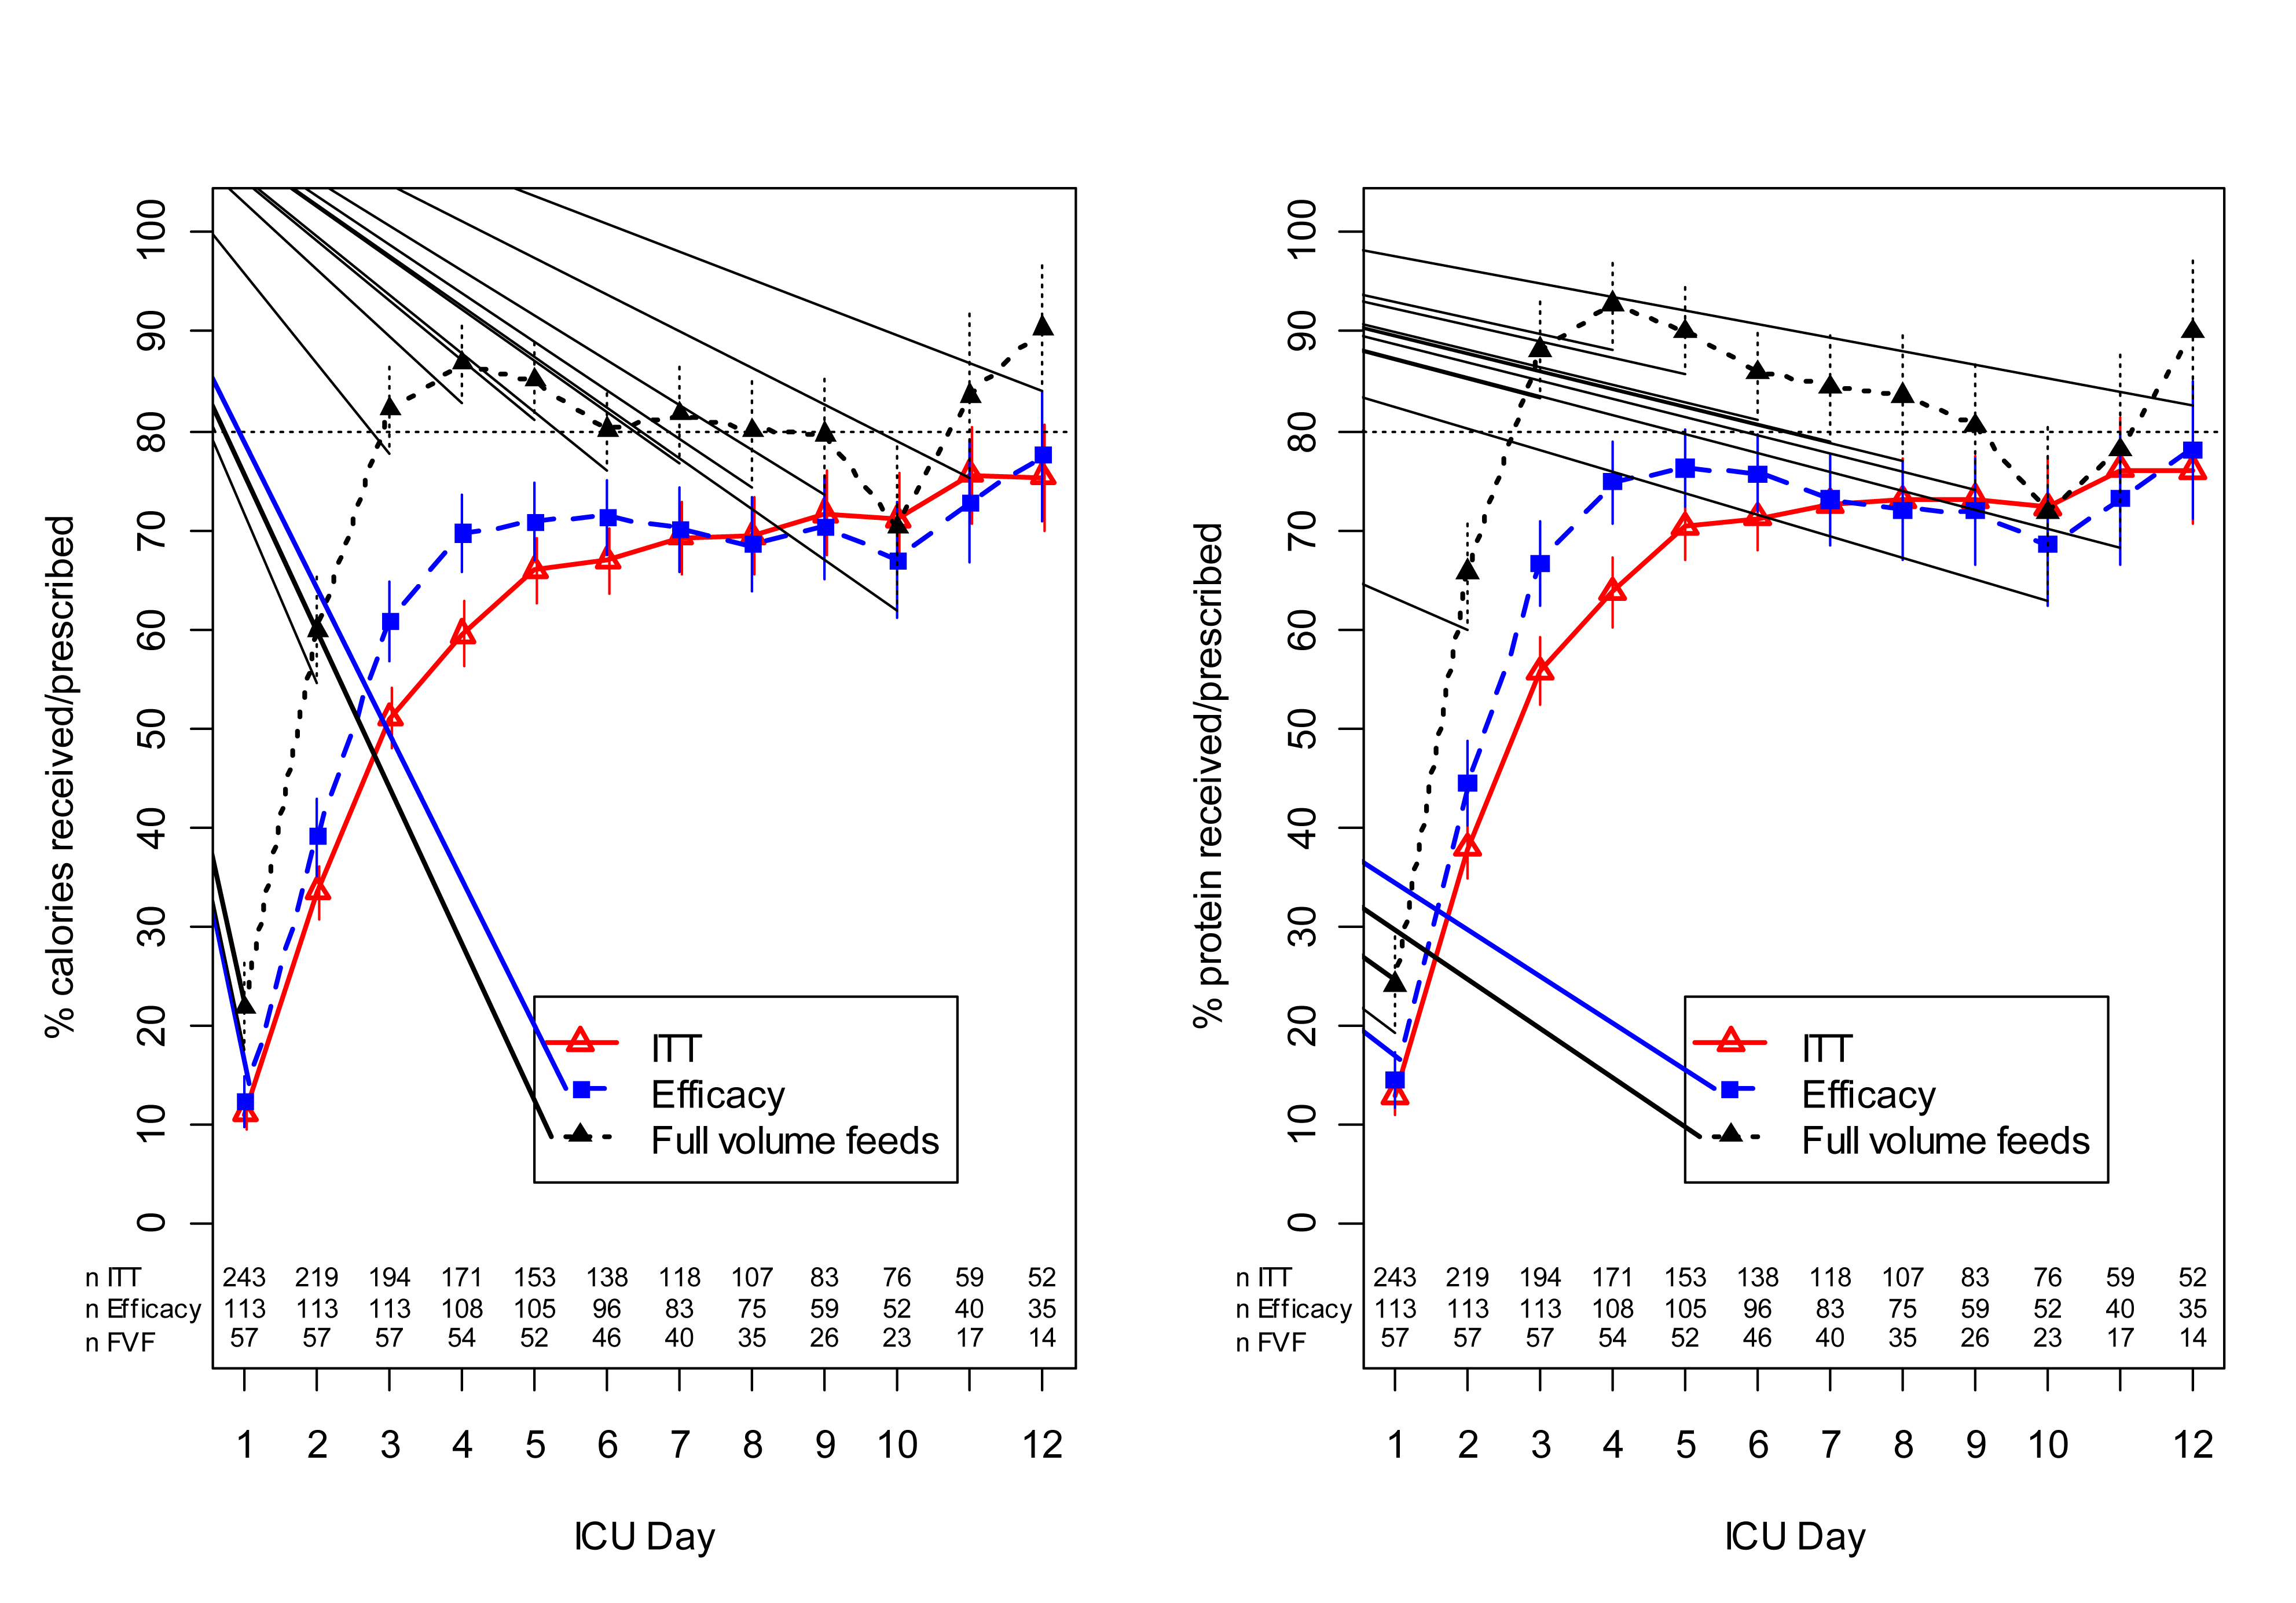 % calories received/prescribed
100
90
80
70
60
50
40
30
20
10
0
ITT
Efficacy
Full volume feeds
n ITT 243 219 194 171 153 138 118 107 83 76 59 52
n Efficacy 113 113 113 108 105 96 83 75 59 52 40 35
n FVF 57 57 57 54 52 46 40 35 26 23 17 14
1 2 3 4 5 6 7 8 9 10 12
ICU Day
% protein received/prescribed
100
90
80
70
60
50
40
30
20
10
0
ITT
Efficacy
Full volume feeds
n ITT 243 219 194 171 153 138 118 107 83 76 59 52
n Efficacy 113 113 113 108 105 96 83 75 59 52 40 35
n FVF 57 57 57 54 52 46 40 35 26 23 17 14
1 2 3 4 5 6 7 8 9 10 12
ICU Day